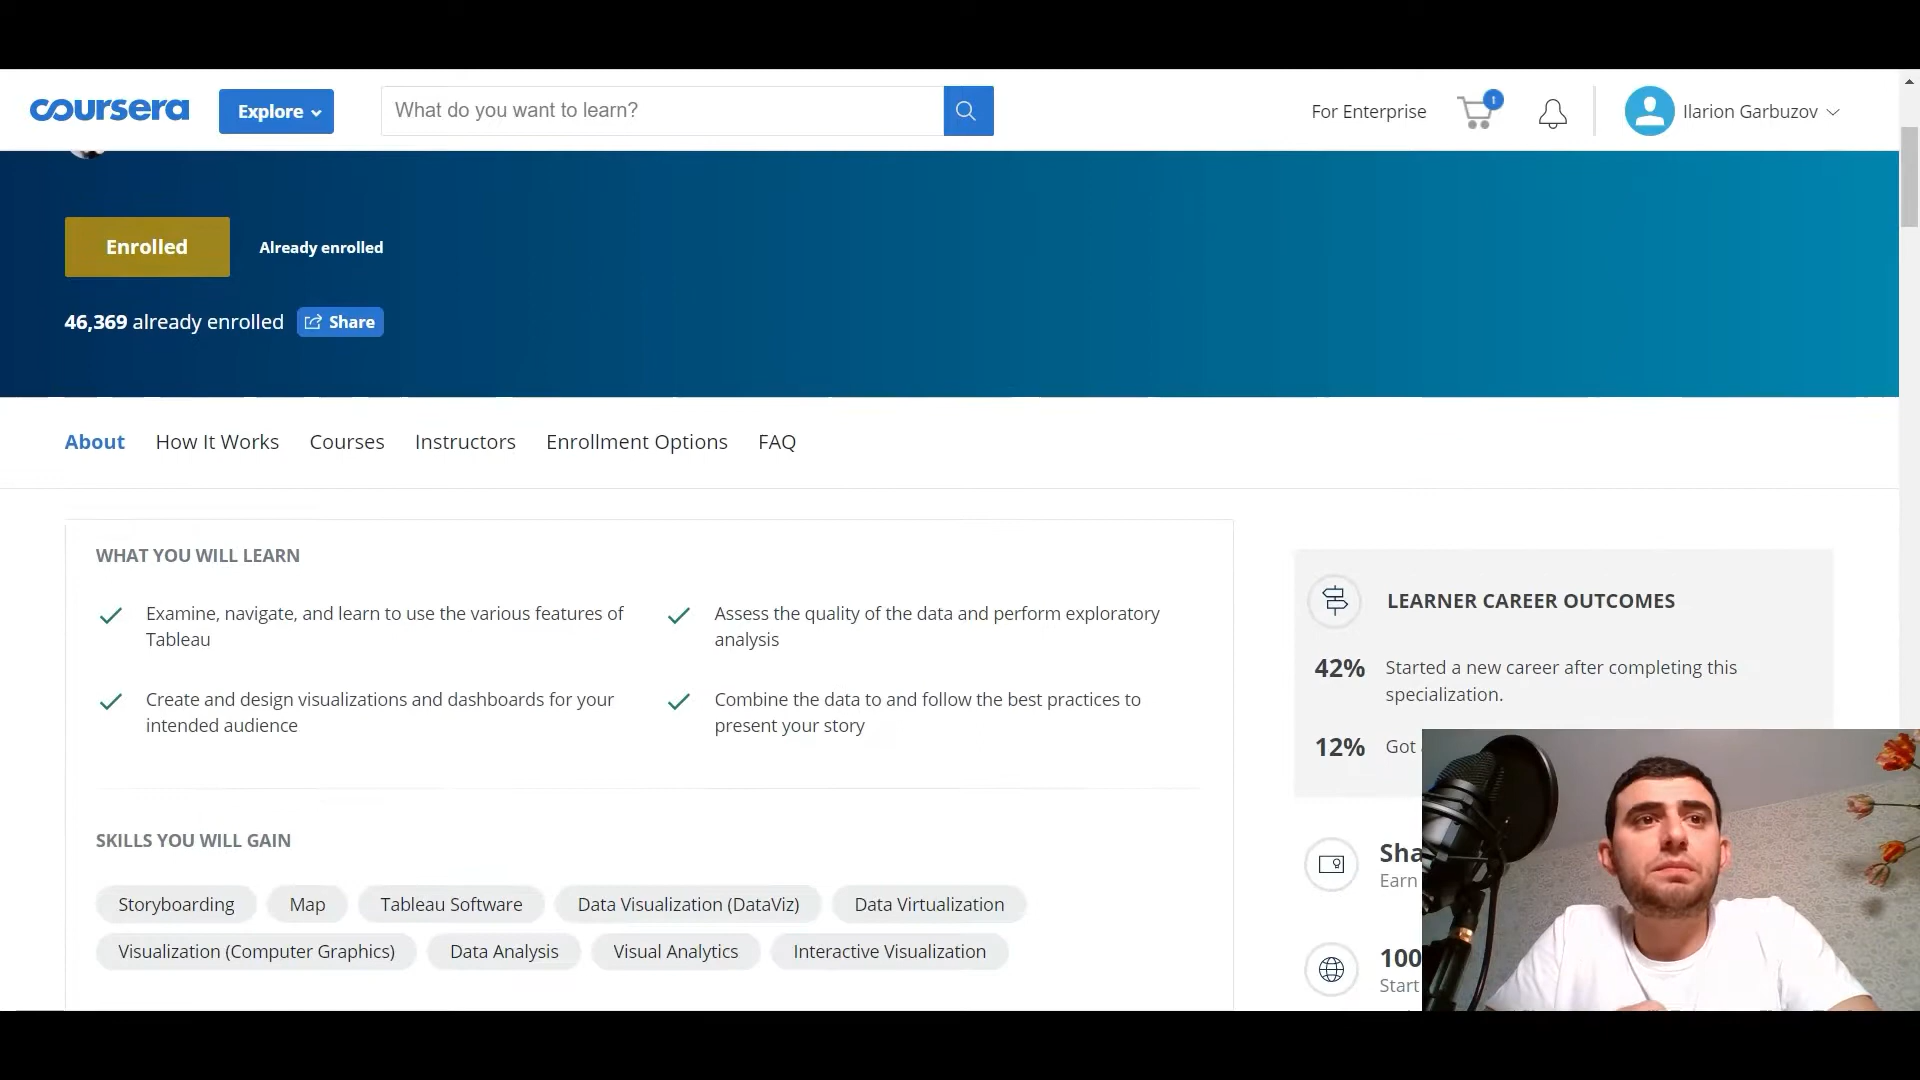 coursera
Explore
What do you want to learn?
For Enterprise
1
Ilarion Garbuzov
Enrolled
Already enrolled
46,369 already enrolled
Share
About
How It Works
Courses
Instructors
Enrollment Options
FAQ
WHAT YOU WILL LEARN
Examine, navigate, and learn to use the various features of
Tableau
Assess the quality of the data and perform exploratory
analysis
Create and design visualizations and dashboards for your
intended audience
Combine the data to and follow the best practices to
present your story
SKILLS YOU WILL GAIN
Storyboarding
Map
Tableau Software
Data Visualization (DataViz)
Data Virtualization
Visualization (Computer Graphics)
Data Analysis
Visual Analytics
Interactive Visualization
LEARNER CAREER OUTCOMES
42% Started a new career after completing this
specialization.
12% Got
Sha
Earn
100
Start